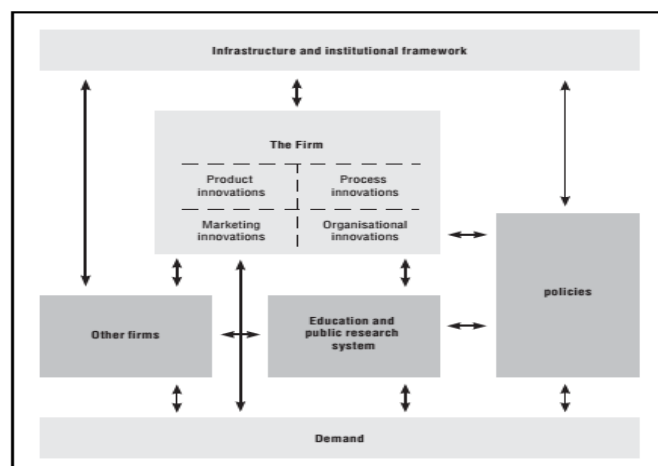 Infrastructure and institutional framework
The Firm
Product
innovations
Process
innovations
Marketing
innovations
Organisational
innovations
policies
Other firms
Education and
public research
system
Demand